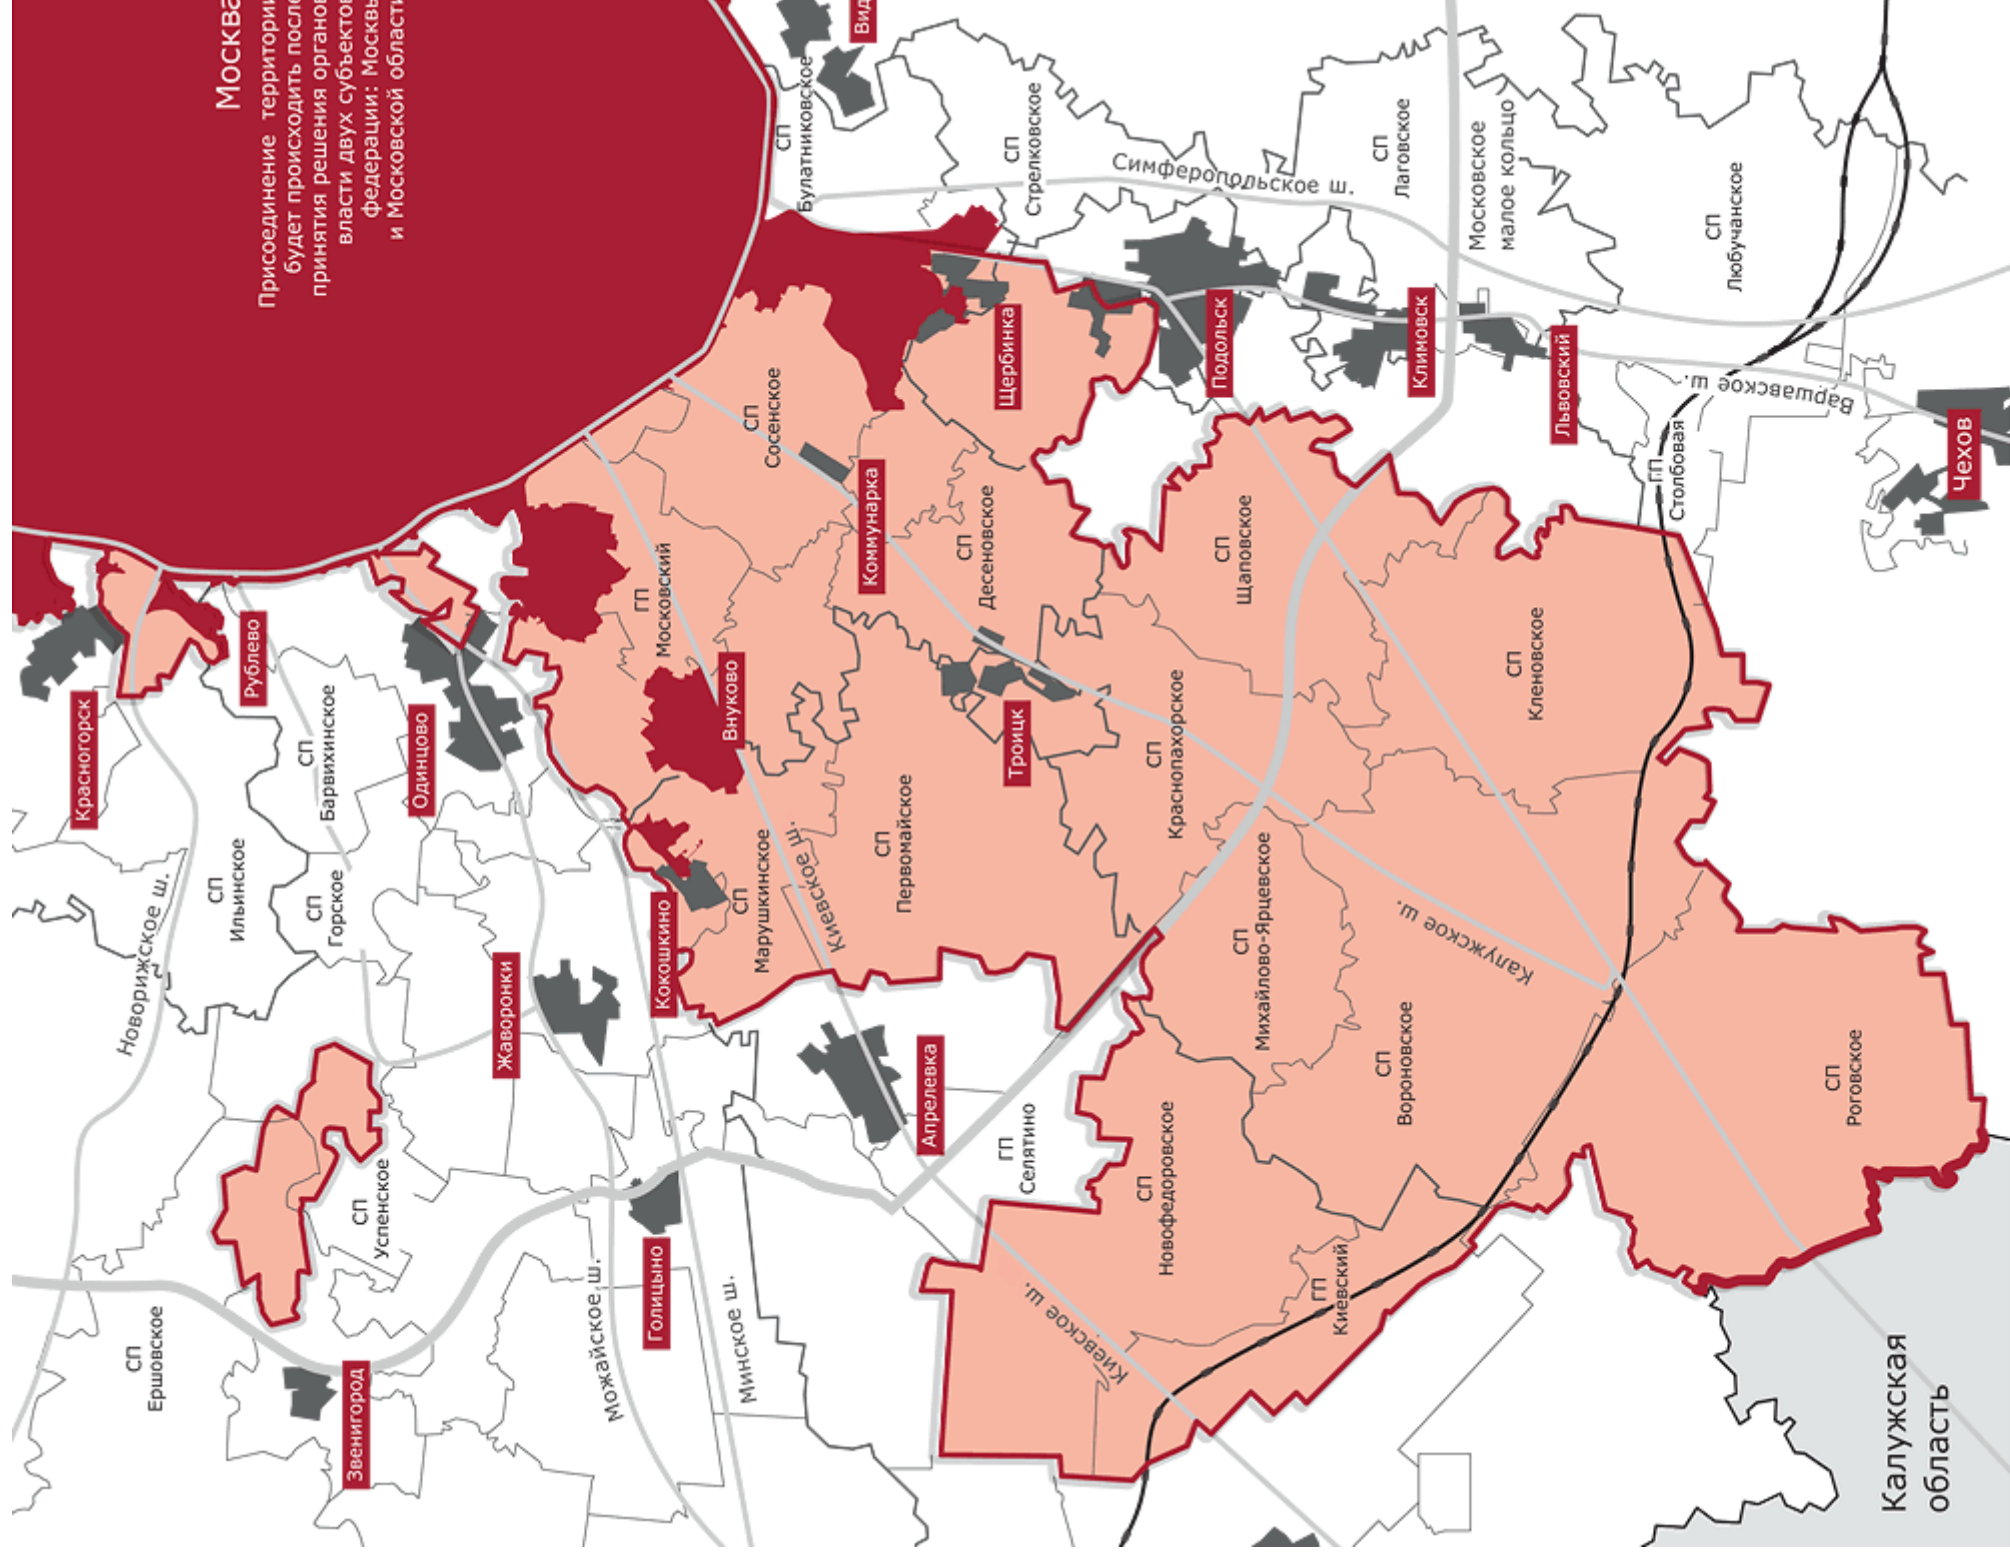 Москва
Присоединение территории
будет происходить после
принятия решения органов
власти двух субъектов
федерации: Москвы
и Московской области
Красногорск
Рублево
Одинцово
Новорижское ш.
СП
Ильинское
СП
Барвихинское
СП
Горское
Жаворонки
СП
Успенское
СП
Ершовское
Звенигород
Голицыно
Можайское ш.
Минское ш.
Кокошкино
Внуково
ГП
Московский
СП
Марушкинское
Киевское ш.
СП
Первомайское
Апрелевка
ГП
Селятино
СП
Сосенское
Коммунарка
СП
Десеновское
Троицк
Щербинка
СП
Булатниковское
СП
Стрелковское
Симферопольское ш.
Подольск
Климовск
Львовский
СП
Лаговское
Московское
малое кольцо
СП
Любучанское
Варшавское ш.
Чехов
ГП
Столбовая
СП
Щаповское
СП
Кленовское
СП
Краснопахорское
СП
Михайлово-Ярцевское
Калужское ш.
СП
Вороновское
СП
Новофедоровское
Киевское ш.
ГП
Киевский
СП
Роговское
Калужская
область